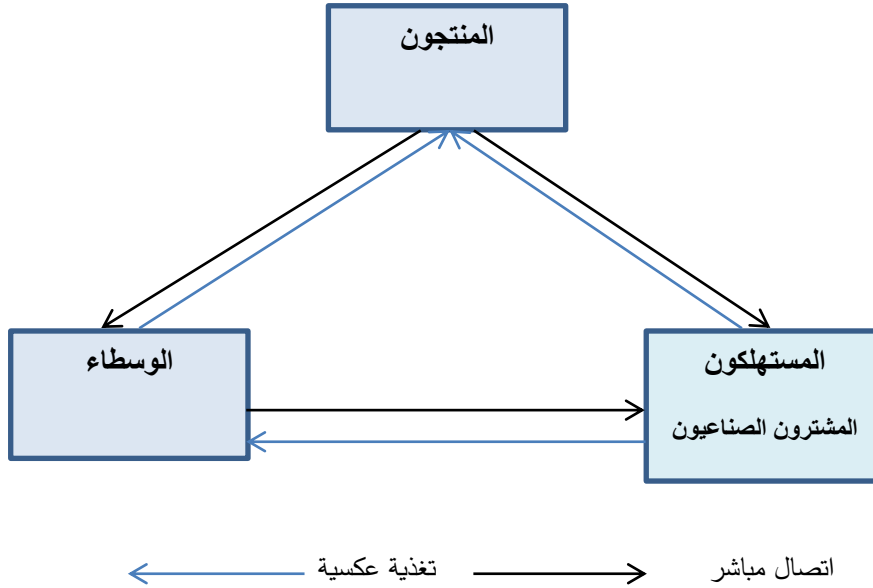 المنتجون
الوسطاء
المستهلكون
المشترون الصناعيون
اتصال مباشر
تغذية عكسية